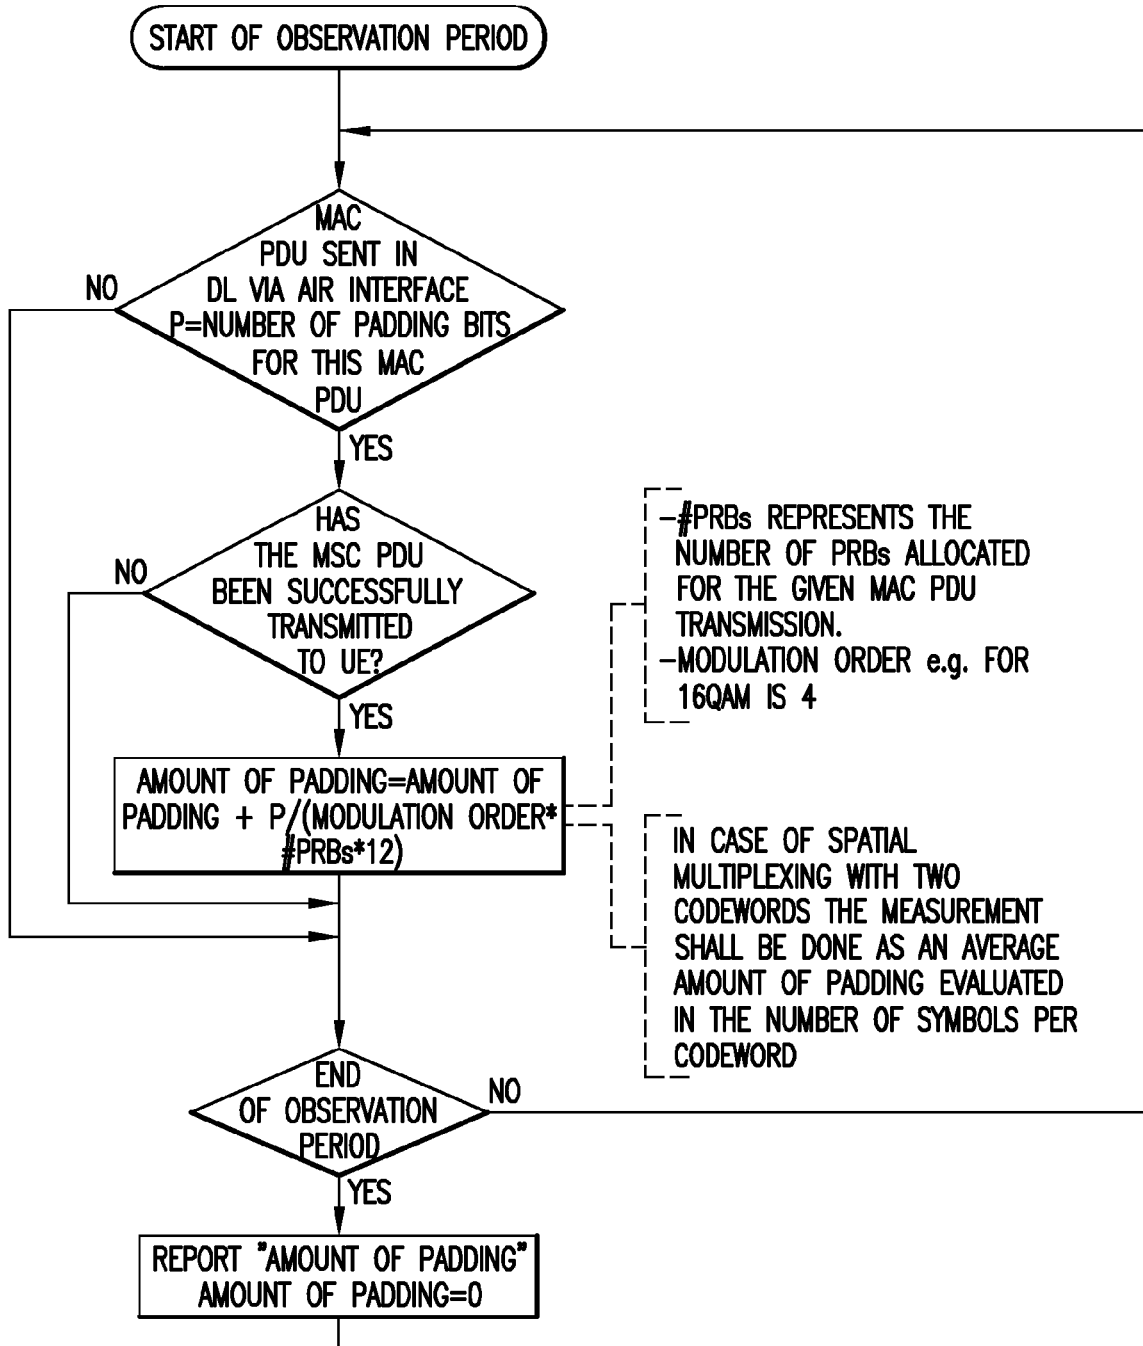 START OF OBSERVATION PERIOD
MAC
PDU SENT IN
DL VIA AIR INTERFACE
P=NUMBER OF PADDING BITS
FOR THIS MAC
PDU
NO
YES
HAS
THE MSC PDU
BEEN SUCCESSFULLY
TRANSMITTED
TO UE?
NO
YES
-#PRBs REPRESENTS THE
NUMBER OF PRBs ALLOCATED
FOR THE GIVEN MAC PDU
TRANSMISSION.
-MODULATION ORDER e.g. FOR
16QAM IS 4
AMOUNT OF PADDING=AMOUNT OF
PADDING + P/(MODULATION ORDER*
#PRBs*12)
IN CASE OF SPATIAL
MULTIPLEXING WITH TWO
CODEWORDS THE MEASUREMENT
SHALL BE DONE AS AN AVERAGE
AMOUNT OF PADDING EVALUATED
IN THE NUMBER OF SYMBOLS PER
CODEWORD
END
OF OBSERVATION
PERIOD
NO
YES
REPORT "AMOUNT OF PADDING"
AMOUNT OF PADDING=0